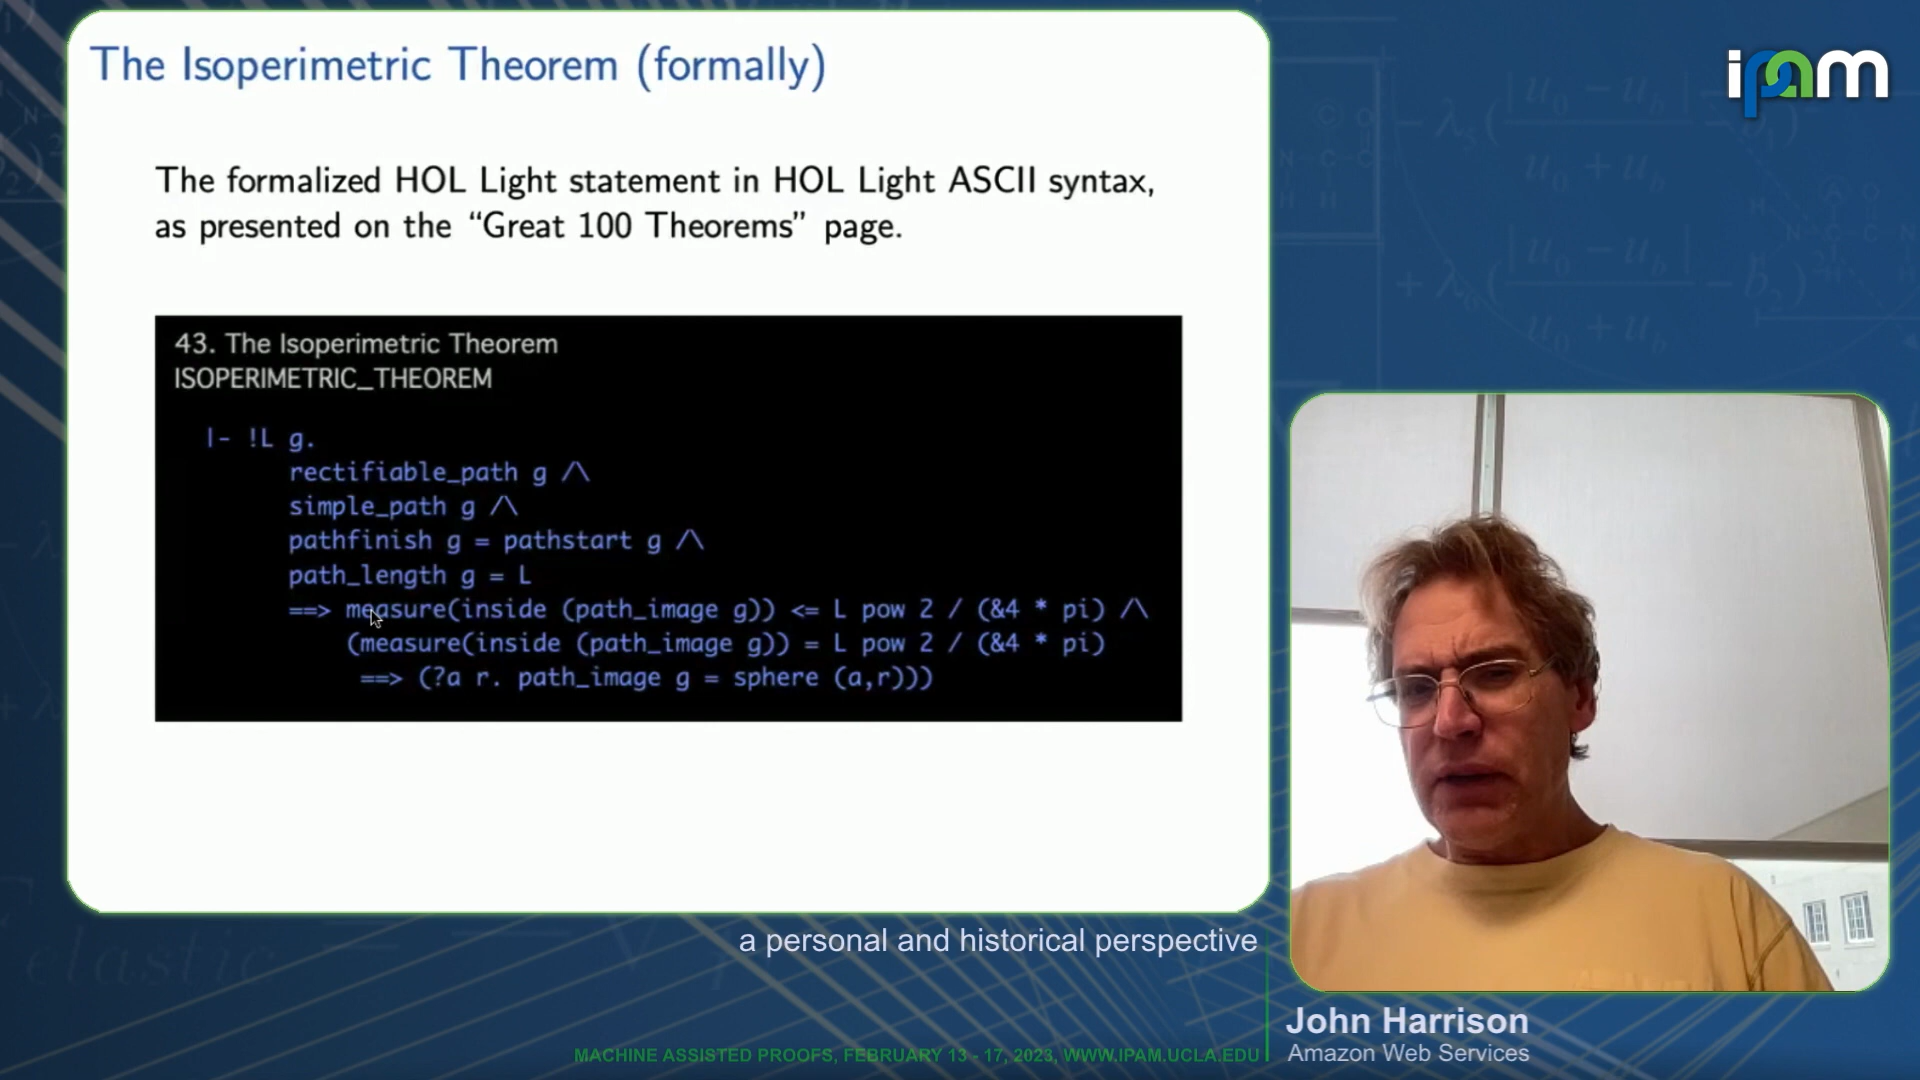 The Isoperimetric Theorem (formally)
The formalized HOL Light statement in HOL Light ASCII syntax,
as presented on the “Great 100 Theorems” page.
43. The Isoperimetric Theorem
ISOPERIMETRIC_THEOREM
|- !L g.
rectifiable_path g /\
simple_path g /\
pathfinish g = pathstart g /\
path_length g = L
==> measure(inside (path_image g)) <= L pow 2 / (&4 * pi) /\
(measure(inside (path_image g)) = L pow 2 / (&4 * pi)
==> (?a r. path_image g = sphere (a,r)))
ipam
a personal and historical perspective
John Harrison
Amazon Web Services
MACHINE ASSISTED PROOFS, FEBRUARY 13 - 17, 2023, WWW.IPAM.UCLA.EDU